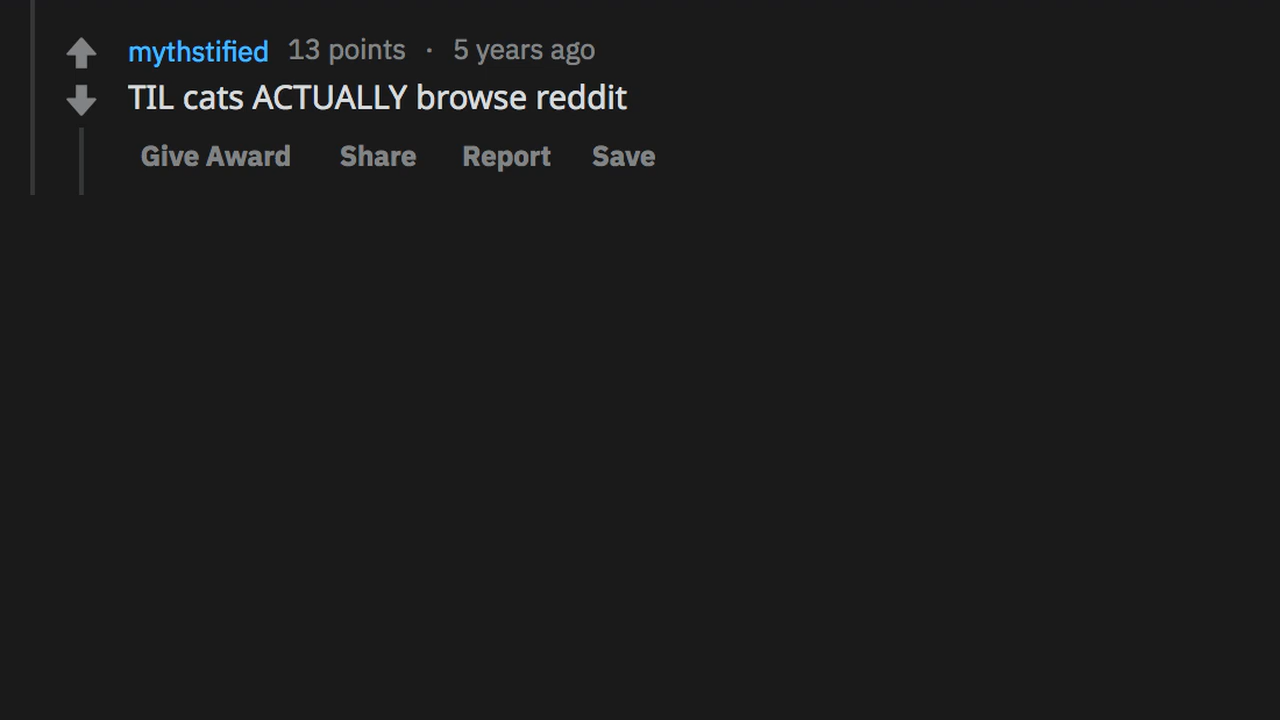 mythstified 13 points · 5 years ago
TIL cats ACTUALLY browse reddit
Give Award Share Report Save